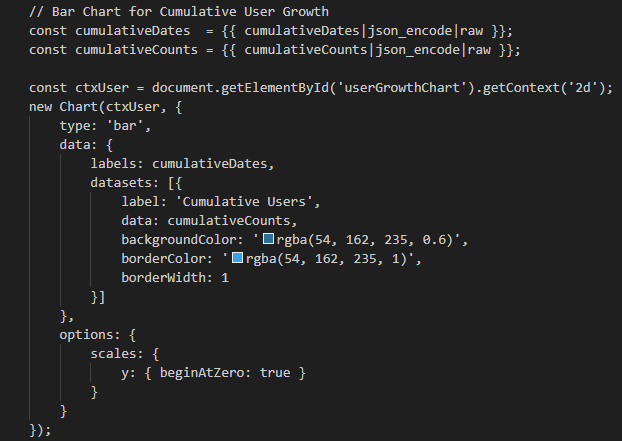 // Bar Chart for Cumulative User Growth
const cumulativeDates  = {{ cumulativeDates|json_encode|raw }};
const cumulativeCounts = {{ cumulativeCounts|json_encode|raw }};

const ctxUser = document.getElementById('userGrowthChart').getContext('2d');
new Chart(ctxUser, {
    type: 'bar',
    data: {
        labels: cumulativeDates,
        datasets: [{
            label: 'Cumulative Users',
            data: cumulativeCounts,
            backgroundColor: 'rgba(54, 162, 235, 0.6)',
            borderColor: 'rgba(54, 162, 235, 1)',
            borderWidth: 1
        }]
    },
    options: {
        scales: {
            y: { beginAtZero: true }
        }
    }
});